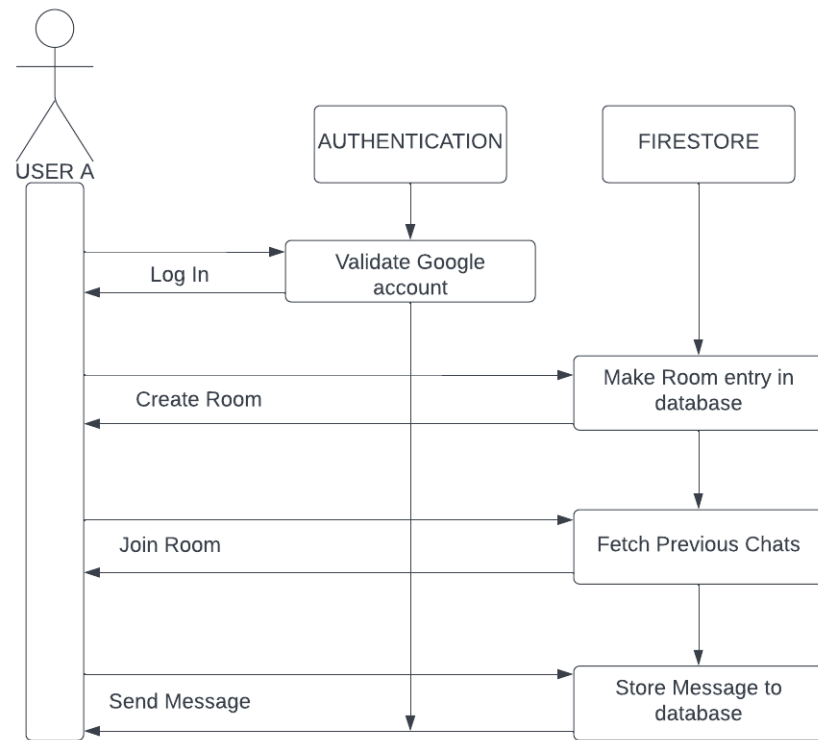 AUTHENTICATION
FIRESTORE
USER A
Validate Google
account
Log In
Make Room entry in
database
Create Room
Fetch Previous Chats
Join Room
Store Message to
database
Send Message